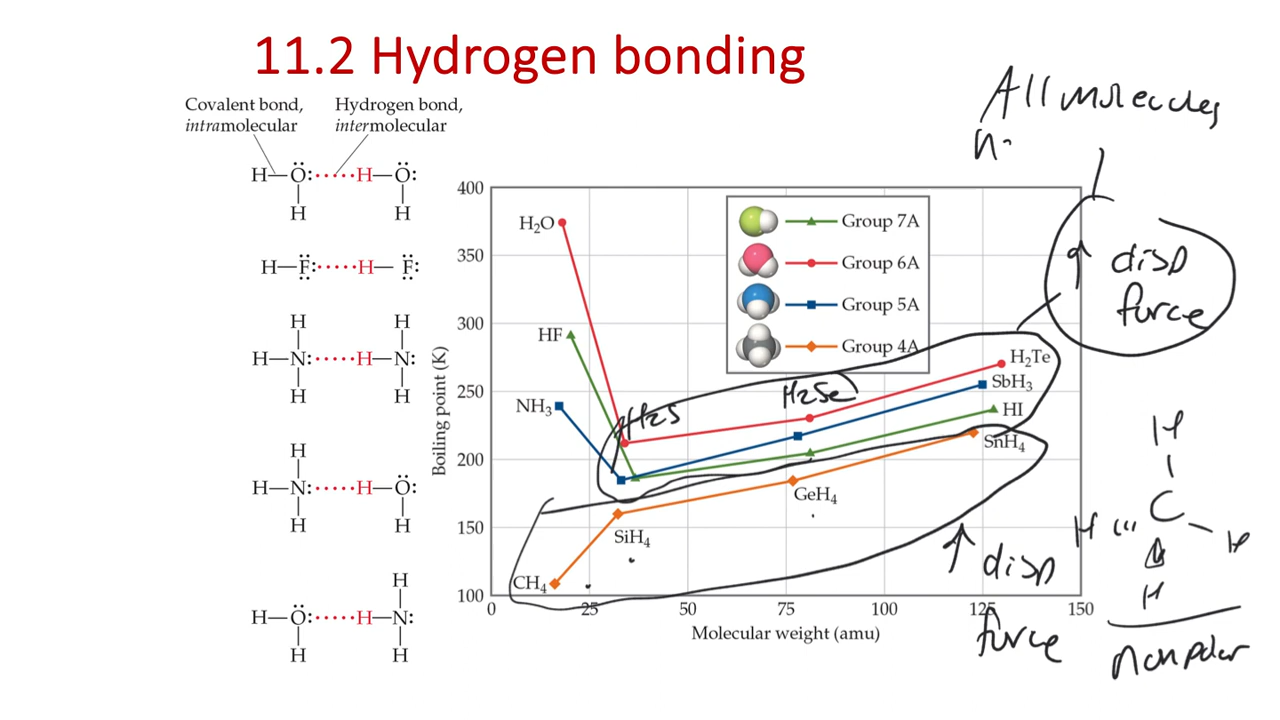 11.2 Hydrogen bonding
Covalent bond,
intramolecular
Hydrogen bond,
intermolecular
H—Ö:·····H—Ö:
H H
H—F:·····H—F:
H H
H—N:·····H—N:
H H
H
H—N:·····H—Ö:
H H
H
H—Ö:·····H—N:
H H
Boiling point (K)
400
350
300
250
200
150
100
0
25
50
75
100
125
150
Molecular weight (amu)
Group 7A
Group 6A
Group 5A
Group 4A
H₂O
HF
NH₃
H2S
H2Se
H₂Te
SbH₃
HI
SnH₄
GeH₄
SiH₄
CH₄
All molecules
↑ disp
force
↑ disp
force
H
C
H H
H
nonpolar